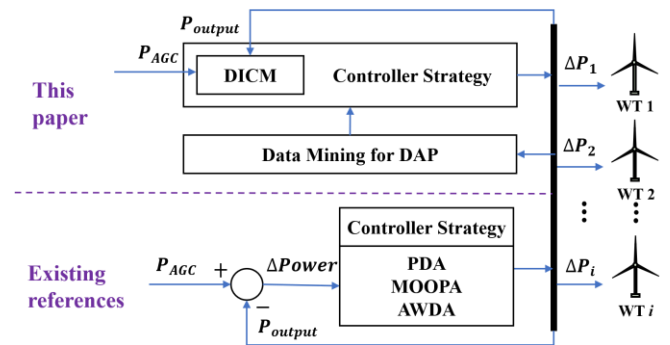 P_output
P_AGC
DICM
Controller Strategy
ΔP_1
WT 1
This
paper
Data Mining for DAP
ΔP_2
WT 2
Controller Strategy
Existing
references
P_AGC
+
ΔPower
−
P_output
PDA
MOOPA
AWDA
ΔP_i
WT i